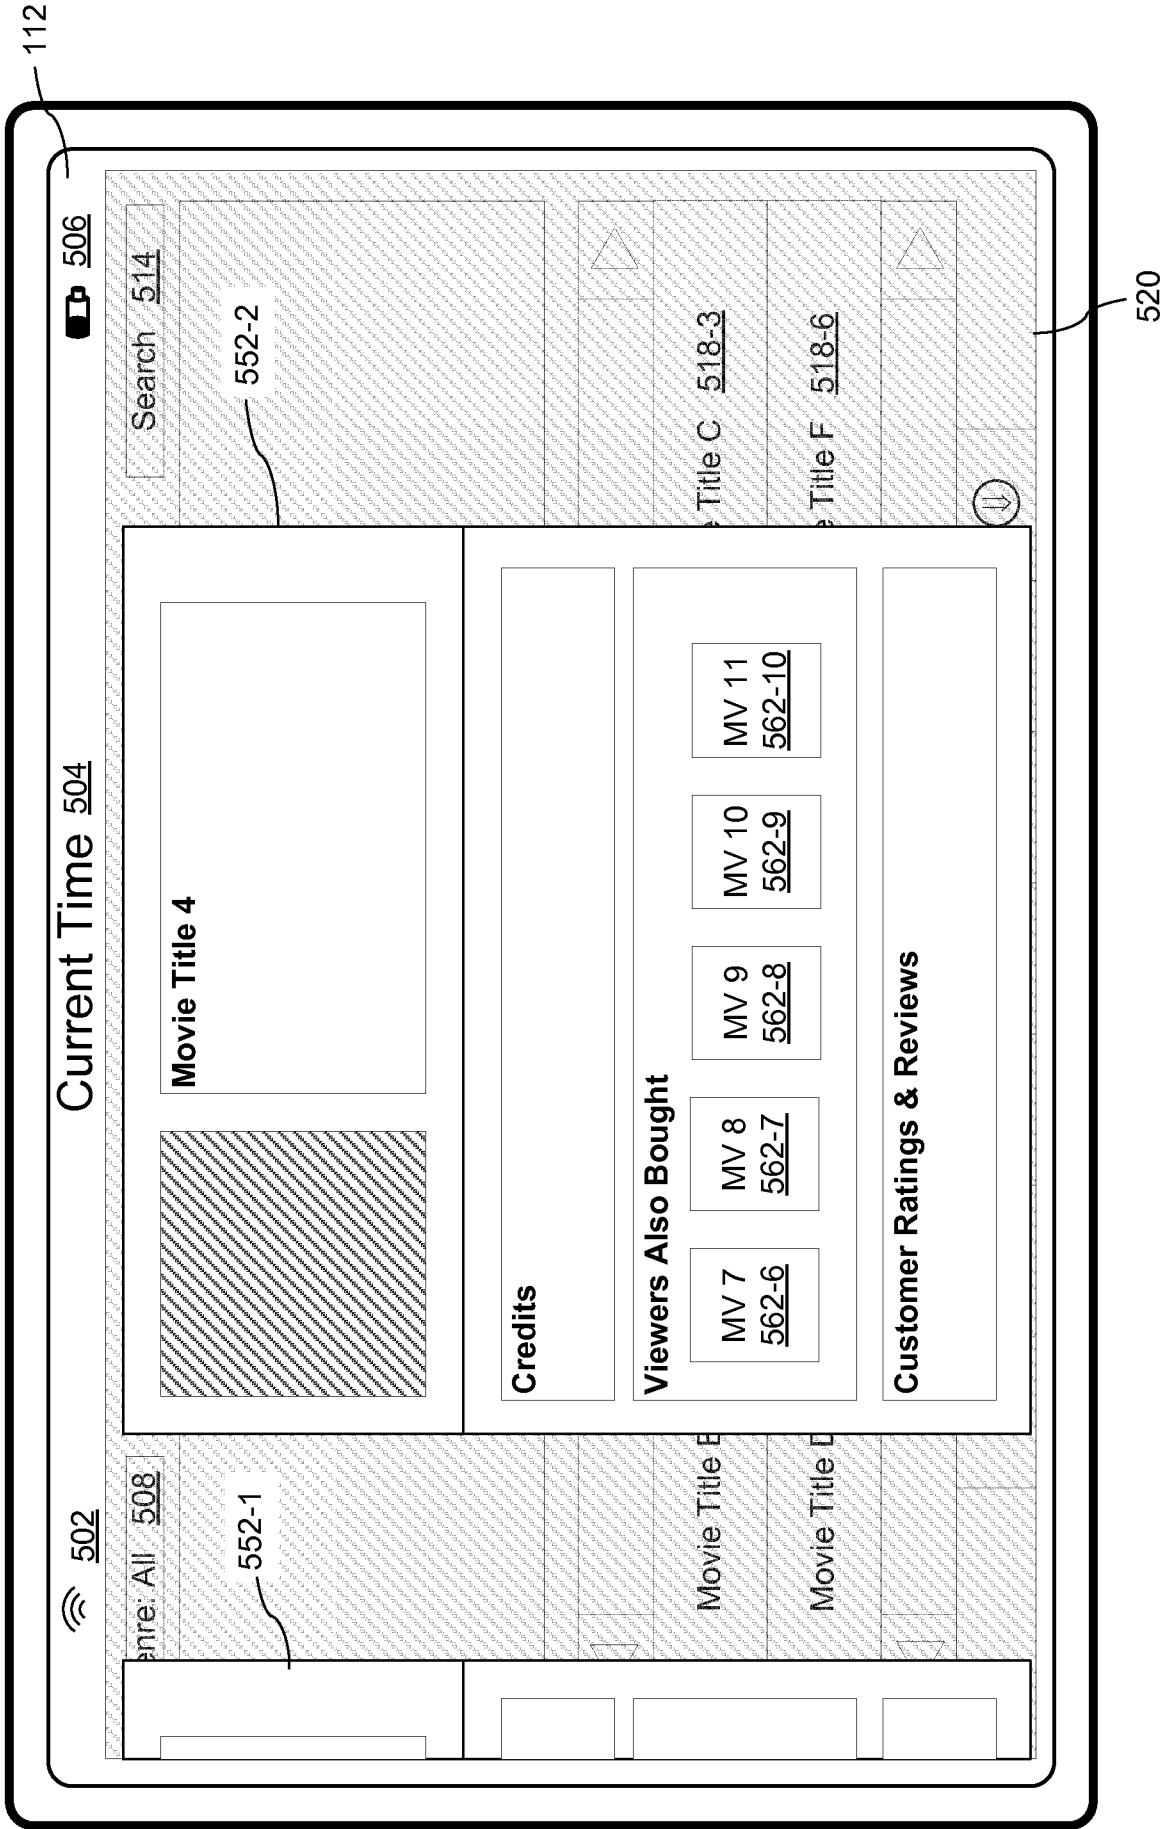 112
502
Current Time 504
506
enre: All 508
Search 514
552-1
552-2
Movie Title 4
Credits
Viewers Also Bought
MV 7
562-6
MV 8
562-7
MV 9
562-8
MV 10
562-9
MV 11
562-10
Customer Ratings & Reviews
Movie Title
Title C 518-3
Movie Title
Title F 518-6
520